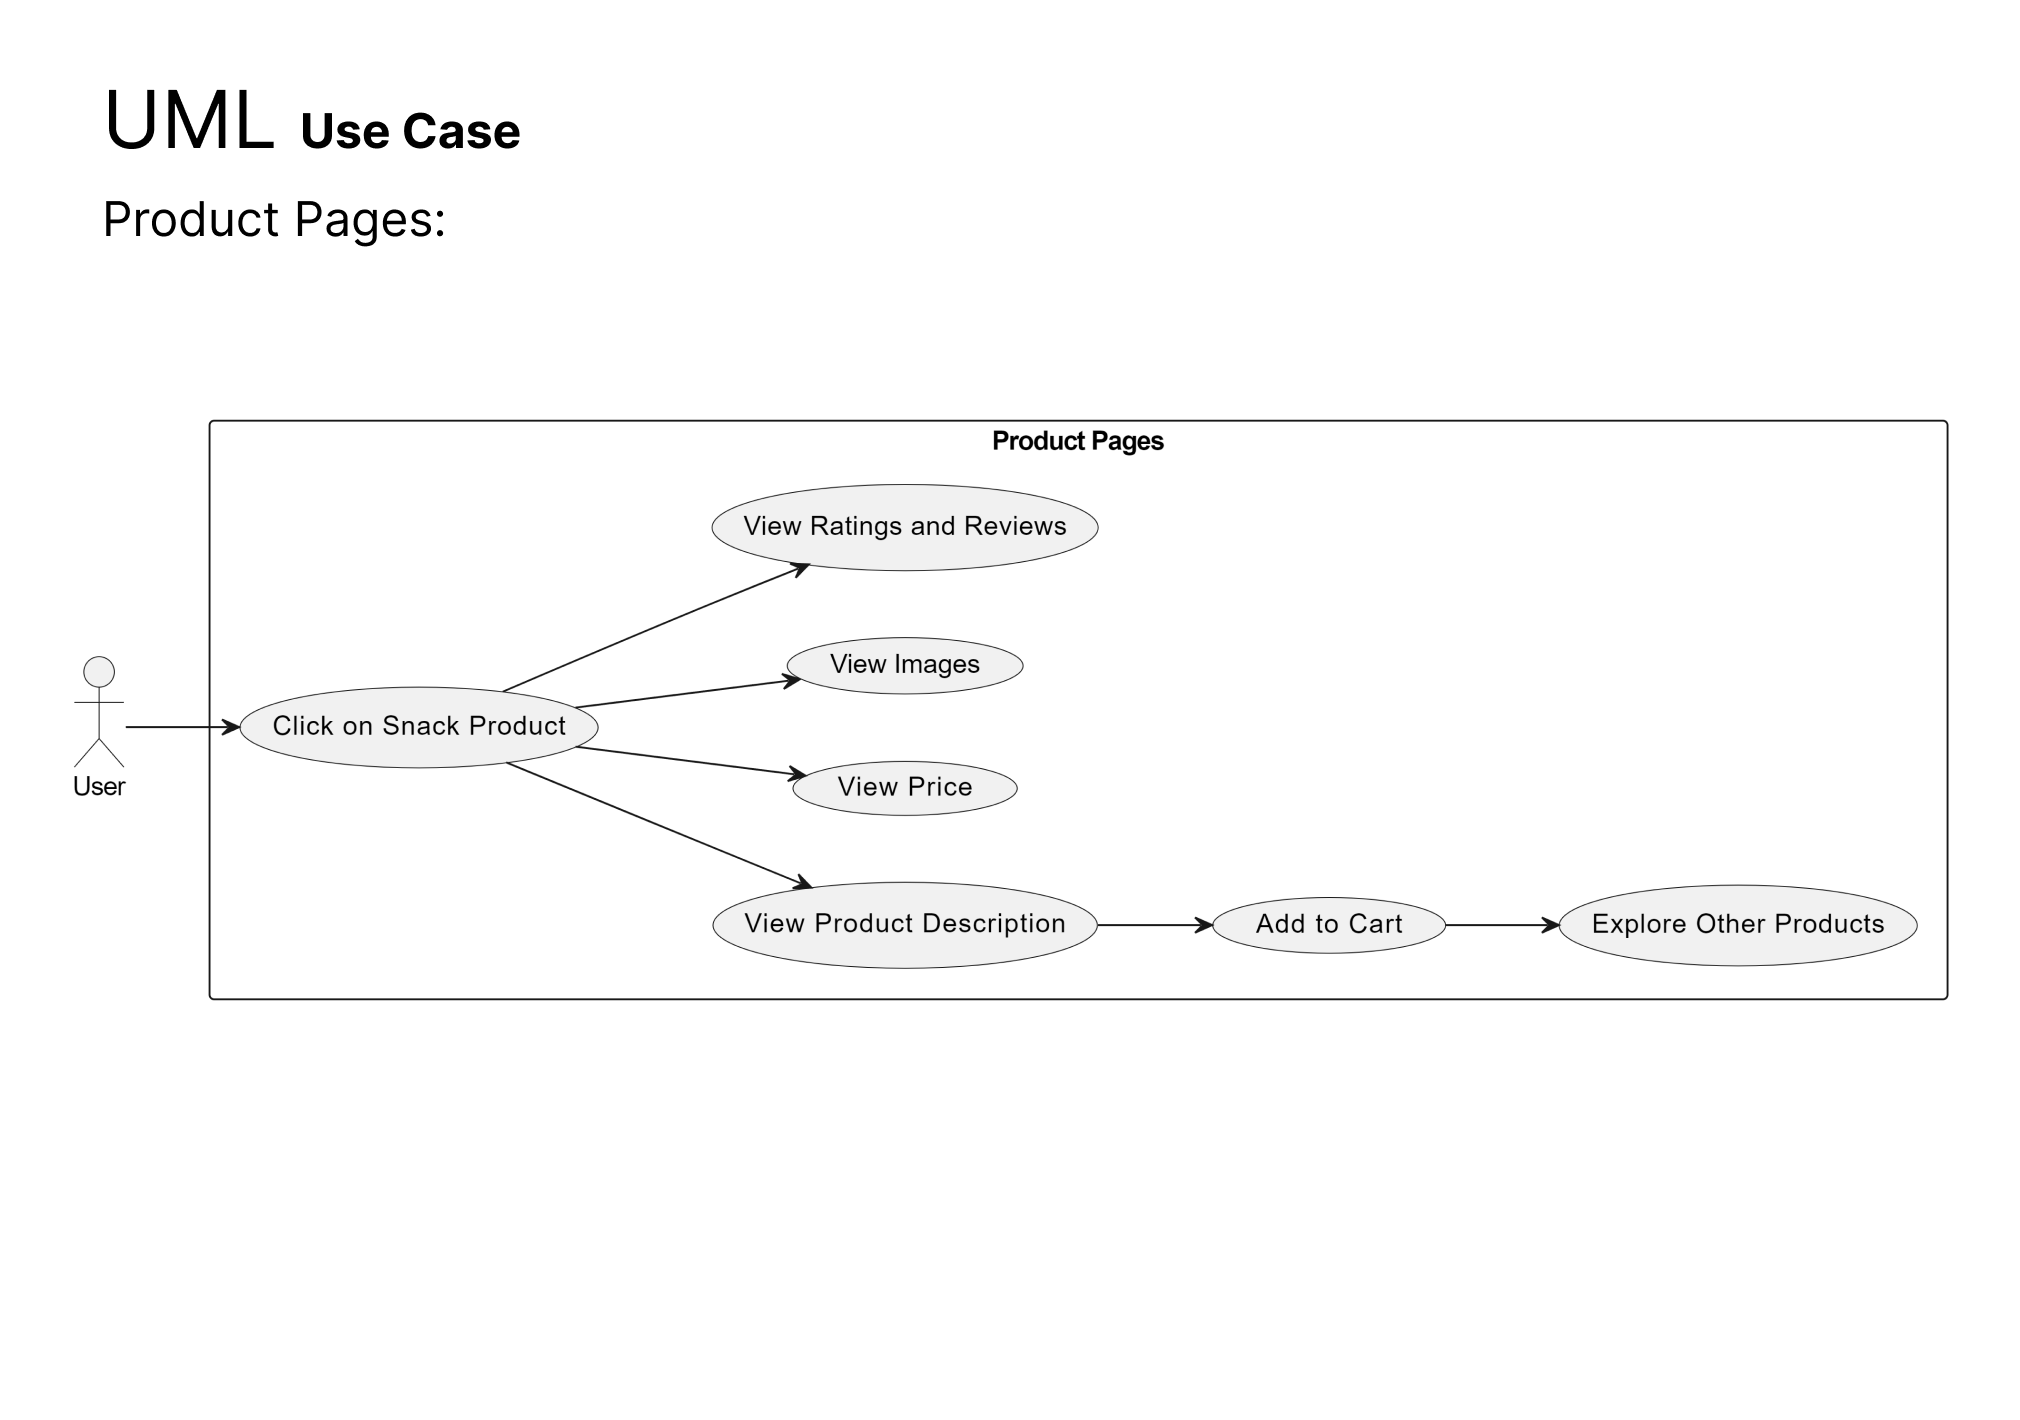 UML Use Case
Product Pages:
Product Pages
View Ratings and Reviews
View Images
Click on Snack Product
User
View Price
View Product Description
Add to Cart
Explore Other Products